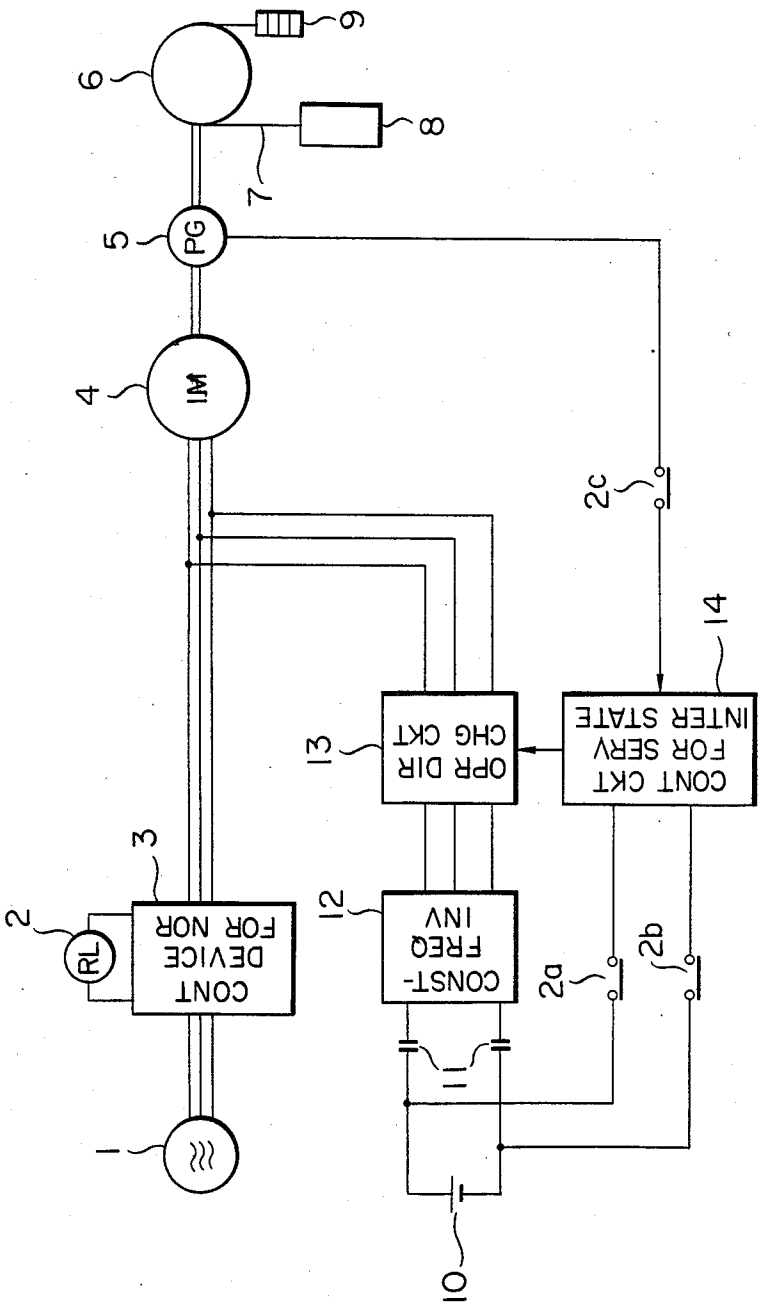 1
2
RL
3
CONT
DEVICE
FOR NOR
4
IM
5
PG
6
7
8
9
10
11
12
CONST-
FREQ
INV
13
OPR DIR
CHG CKT
2a
2b
2c
14
CONT CKT
FOR SERV
INTER STATE